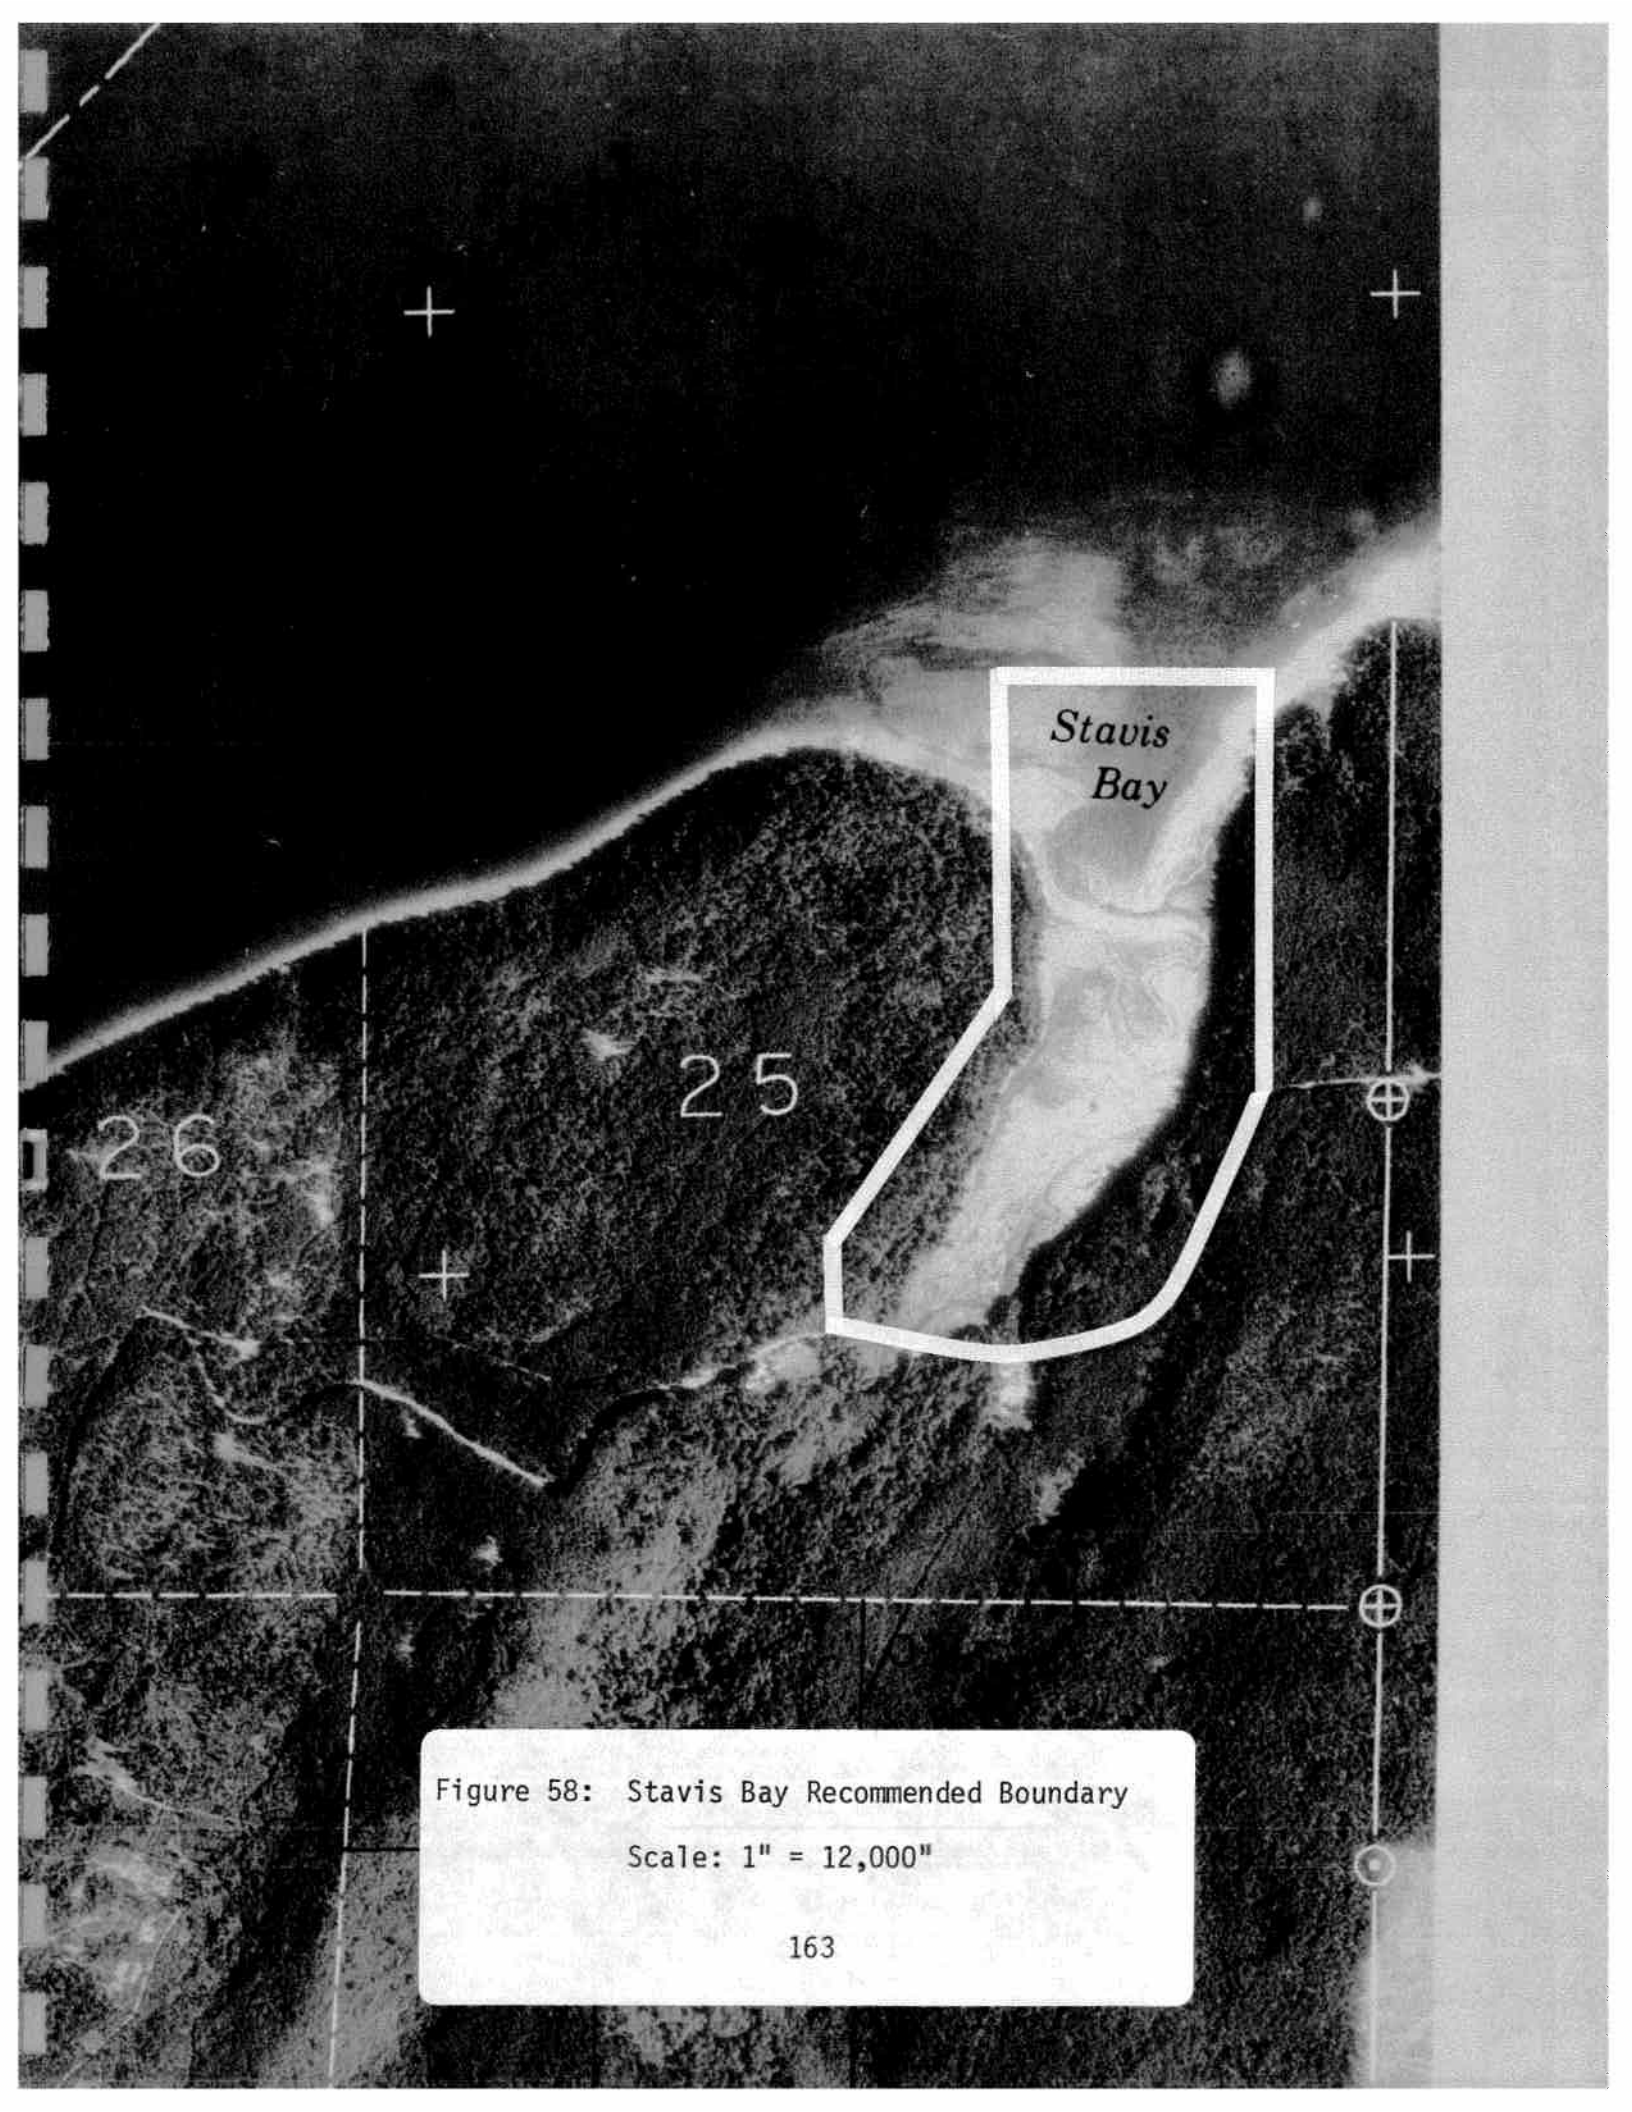 Stavis
Bay
25
26
Figure 58: Stavis Bay Recommended Boundary
Scale: 1" = 12,000"
163